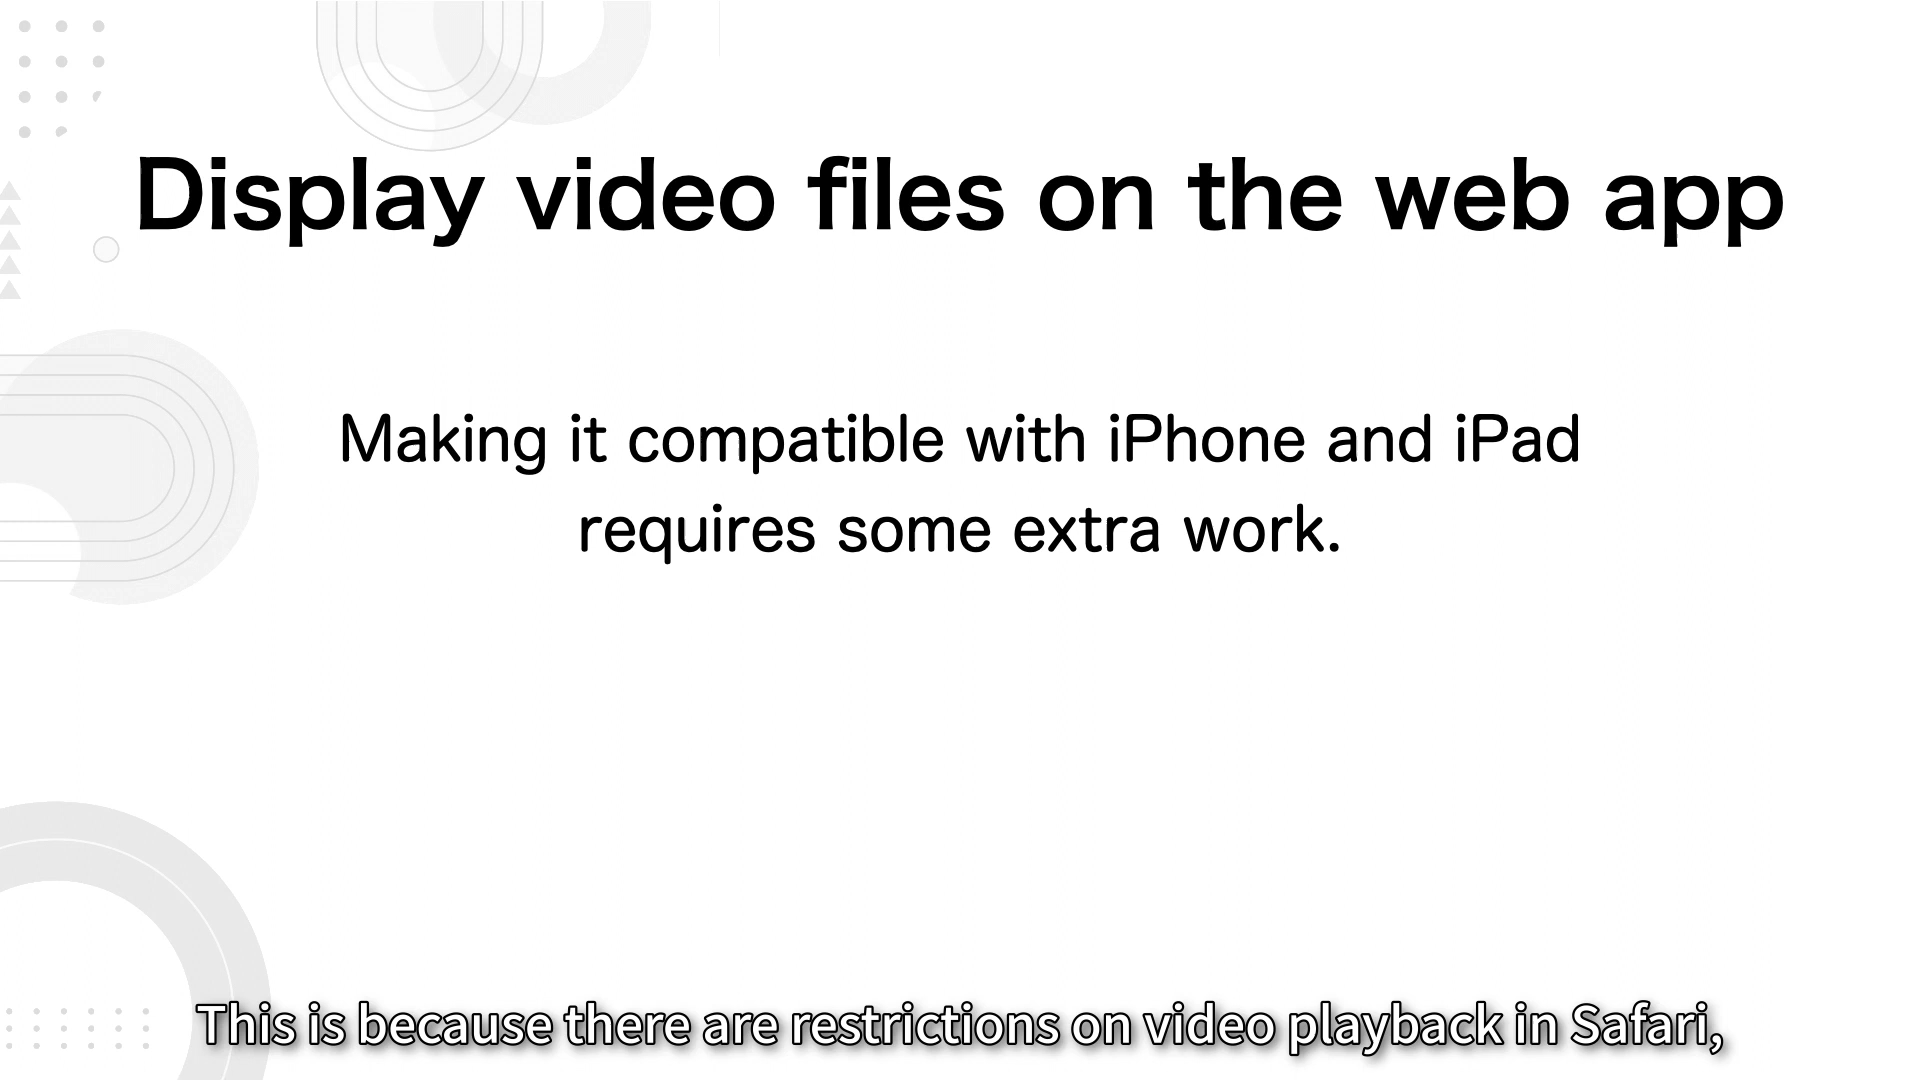 Display video files on the web app
Making it compatible with iPhone and iPad
requires some extra work.
This is because there are restrictions on video playback in Safari,